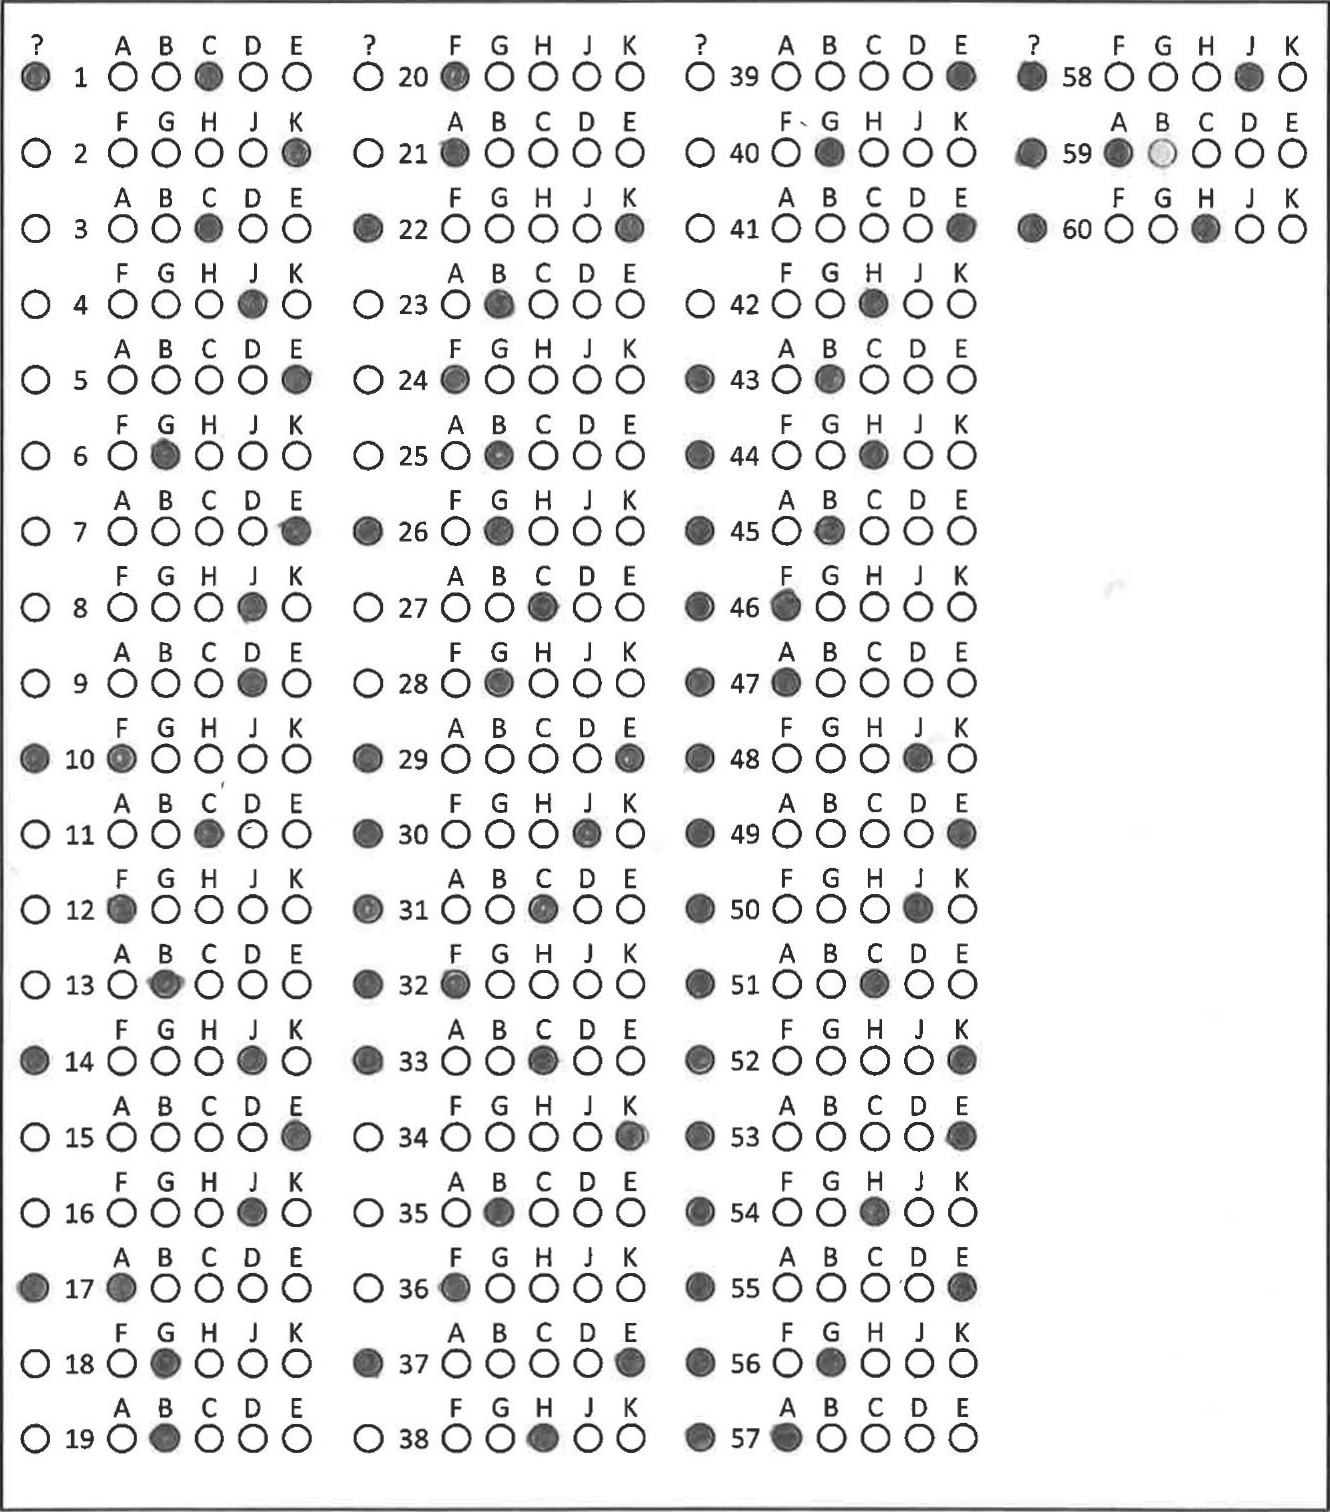 ? A B C D E
1
F G H J K
2
A B C D E
3
F G H J K
4
A B C D E
5
F G H J K
6
A B C D E
7
F G H J K
8
A B C D E
9
F G H J K
10
A B C D E
11
F G H J K
12
A B C D E
13
F G H J K
14
A B C D E
15
F G H J K
16
A B C D E
17
F G H J K
18
A B C D E
19
? F G H J K
20
A B C D E
21
F G H J K
22
A B C D E
23
F G H J K
24
A B C D E
25
F G H J K
26
A B C D E
27
F G H J K
28
A B C D E
29
F G H J K
30
A B C D E
31
F G H J K
32
A B C D E
33
F G H J K
34
A B C D E
35
F G H J K
36
A B C D E
37
F G H J K
38
? A B C D E
39
F G H J K
40
A B C D E
41
F G H J K
42
A B C D E
43
F G H J K
44
A B C D E
45
F G H J K
46
A B C D E
47
F G H J K
48
A B C D E
49
F G H J K
50
A B C D E
51
F G H J K
52
A B C D E
53
F G H J K
54
A B C D E
55
F G H J K
56
A B C D E
57
? F G H J K
58
A B C D E
59
F G H J K
60